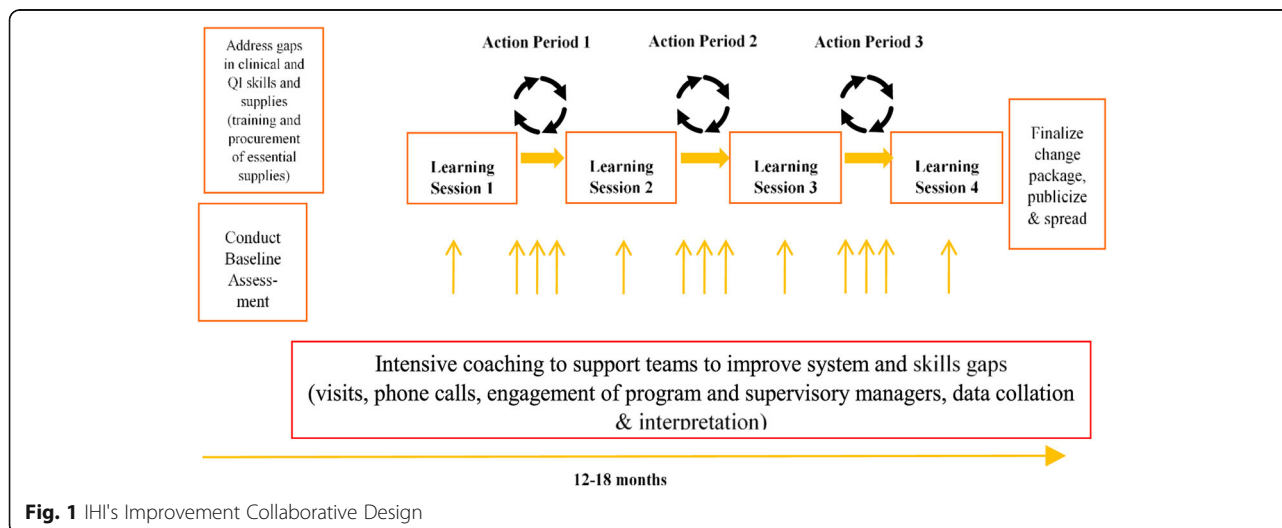 Address gaps
in clinical and
QI skills and
supplies
(training and
procurement
of essential
supplies)
Conduct
Baseline
Assess-
ment
Action Period 1
Action Period 2
Action Period 3
Learning
Session 1
Learning
Session 2
Learning
Session 3
Learning
Session 4
Finalize
change
package,
publicize
& spread
Intensive coaching to support teams to improve system and skills gaps
(visits, phone calls, engagement of program and supervisory managers, data collation
& interpretation)
12-18 months
Fig. 1 IHI's Improvement Collaborative Design